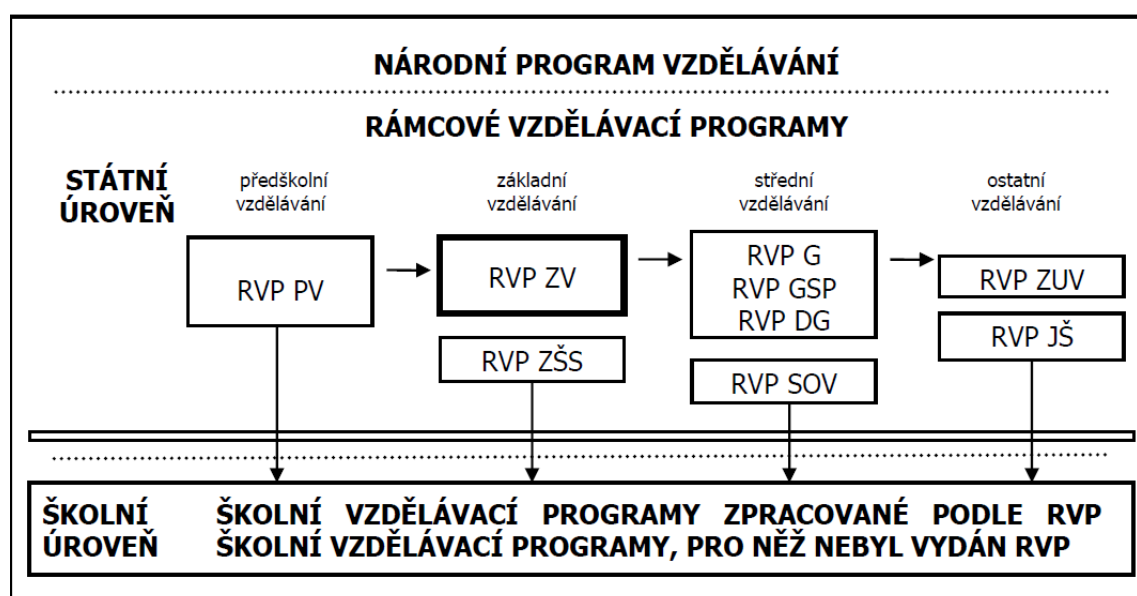 NÁRODNÍ PROGRAM VZDĚLÁVÁNÍ
RÁMCOVÉ VZDĚLÁVACÍ PROGRAMY
STÁTNÍ
ÚROVEŇ
předškolní
vzdělávání
základní
vzdělávání
střední
vzdělávání
ostatní
vzdělávání
RVP PV
RVP ZV
RVP ZŠS
RVP G
RVP GSP
RVP DG
RVP SOV
RVP ZUV
RVP JŠ
ŠKOLNÍ
ÚROVEŇ
ŠKOLNÍ VZDĚLÁVACÍ PROGRAMY ZPRACOVANÉ PODLE RVP
ŠKOLNÍ VZDĚLÁVACÍ PROGRAMY, PRO NĚŽ NEBYL VYDÁN RVP